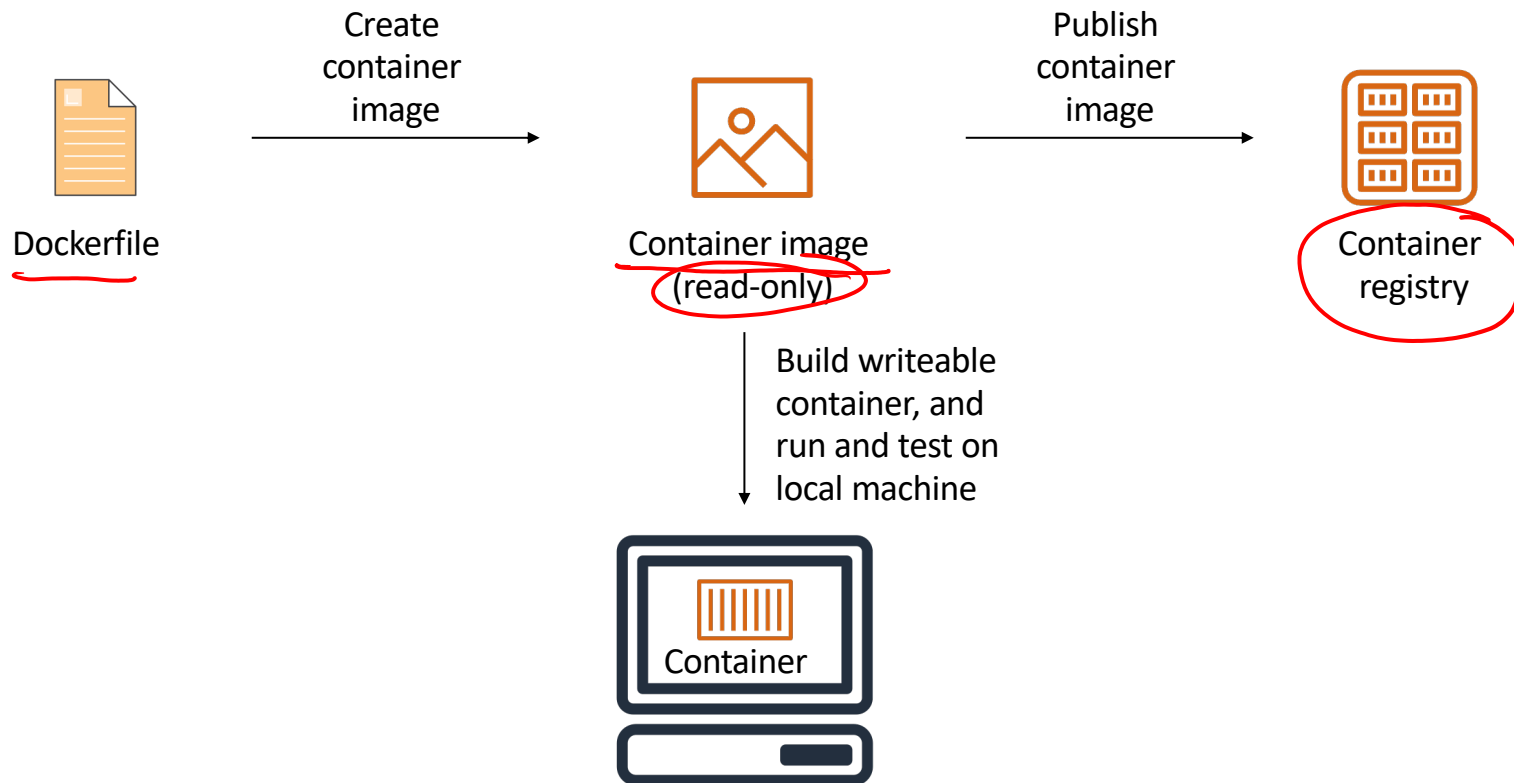 Create
container
image
Publish
container
image
Dockerfile
Container image
(read-only)
Container
registry
Build writeable
container, and
run and test on
local machine
Container